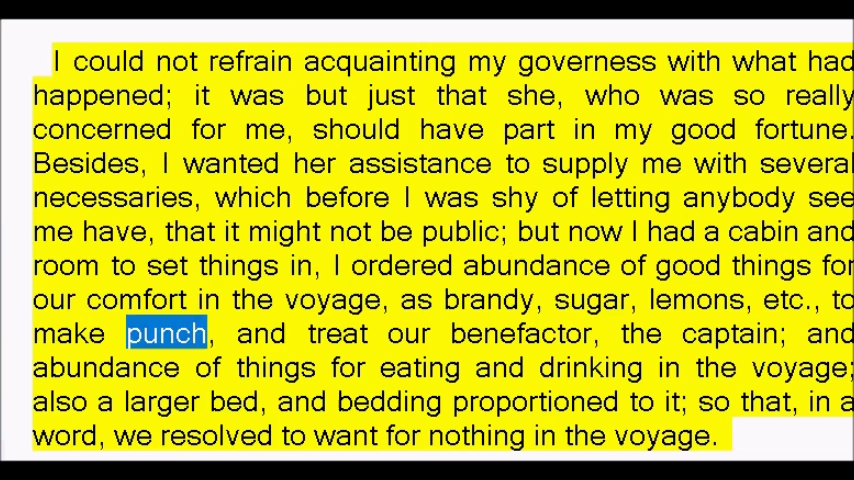 I could not refrain acquainting my governess with what had
happened; it was but just that she, who was so really
concerned for me, should have part in my good fortune.
Besides, I wanted her assistance to supply me with several
necessaries, which before I was shy of letting anybody see
me have, that it might not be public; but now I had a cabin and
room to set things in, I ordered abundance of good things for
our comfort in the voyage, as brandy, sugar, lemons, etc., to
make punch, and treat our benefactor, the captain; and
abundance of things for eating and drinking in the voyage;
also a larger bed, and bedding proportioned to it; so that, in a
word, we resolved to want for nothing in the voyage.